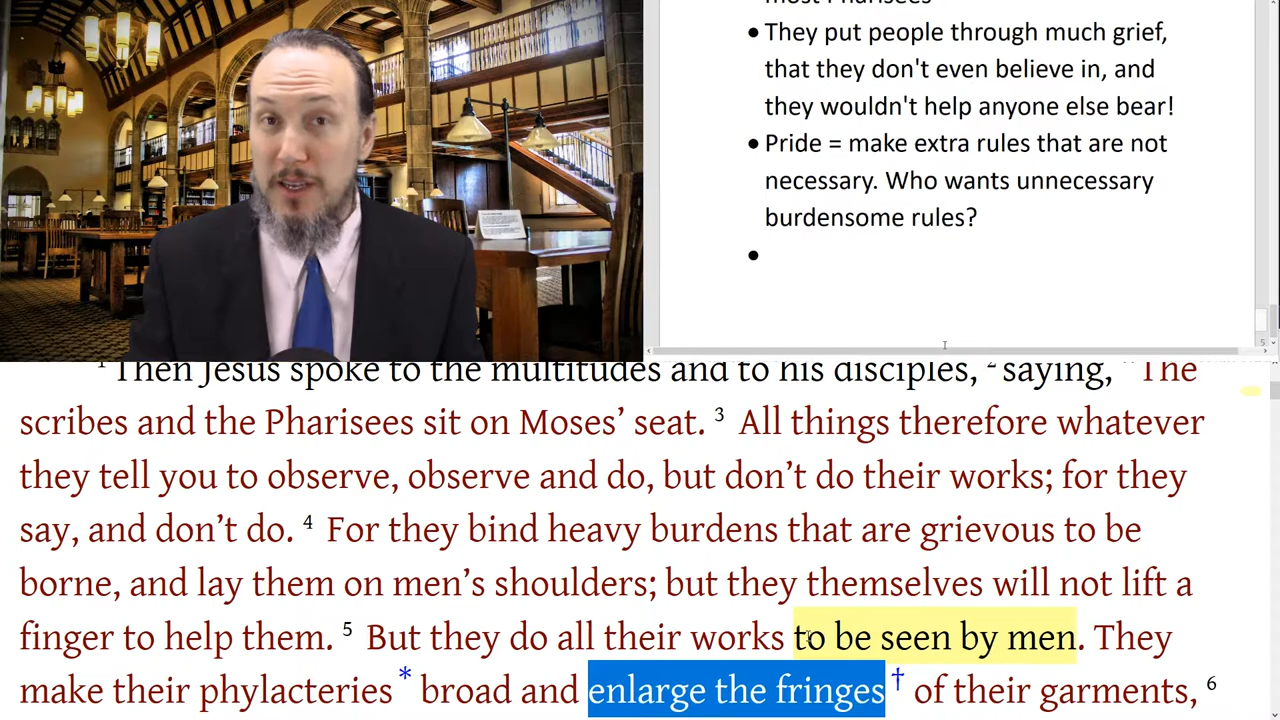 most Pharisees
• They put people through much grief,
that they don't even believe in, and
they wouldn't help anyone else bear!
• Pride = make extra rules that are not
necessary. Who wants unnecessary
burdensome rules?
•
1 Then Jesus spoke to the multitudes and to his disciples, 2 saying, “The
scribes and the Pharisees sit on Moses’ seat. 3 All things therefore whatever
they tell you to observe, observe and do, but don’t do their works; for they
say, and don’t do. 4 For they bind heavy burdens that are grievous to be
borne, and lay them on men’s shoulders; but they themselves will not lift a
finger to help them. 5 But they do all their works to be seen by men. They
make their phylacteries * broad and enlarge the fringes † of their garments, 6